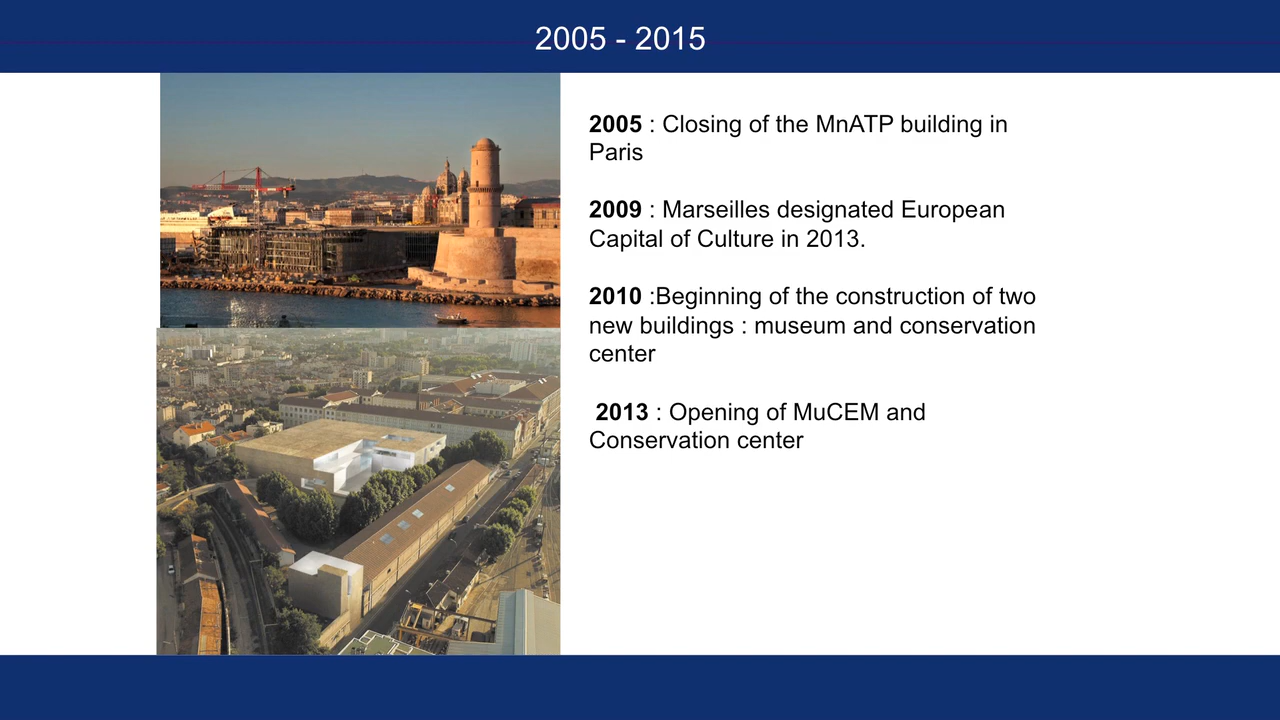 2005 - 2015
2005 : Closing of the MnATP building in
Paris
2009 : Marseilles designated European
Capital of Culture in 2013.
2010 :Beginning of the construction of two
new buildings : museum and conservation
center
2013 : Opening of MuCEM and
Conservation center